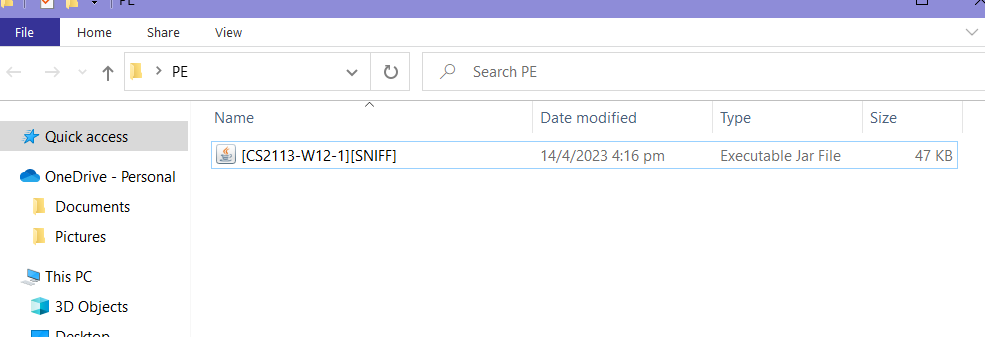 PE
File Home Share View
PE Search PE
Name Date modified Type Size
Quick access
[CS2113-W12-1][SNIFF] 14/4/2023 4:16 pm Executable Jar File 47 KB
OneDrive - Personal
Documents
Pictures
This PC
3D Objects
Desktop